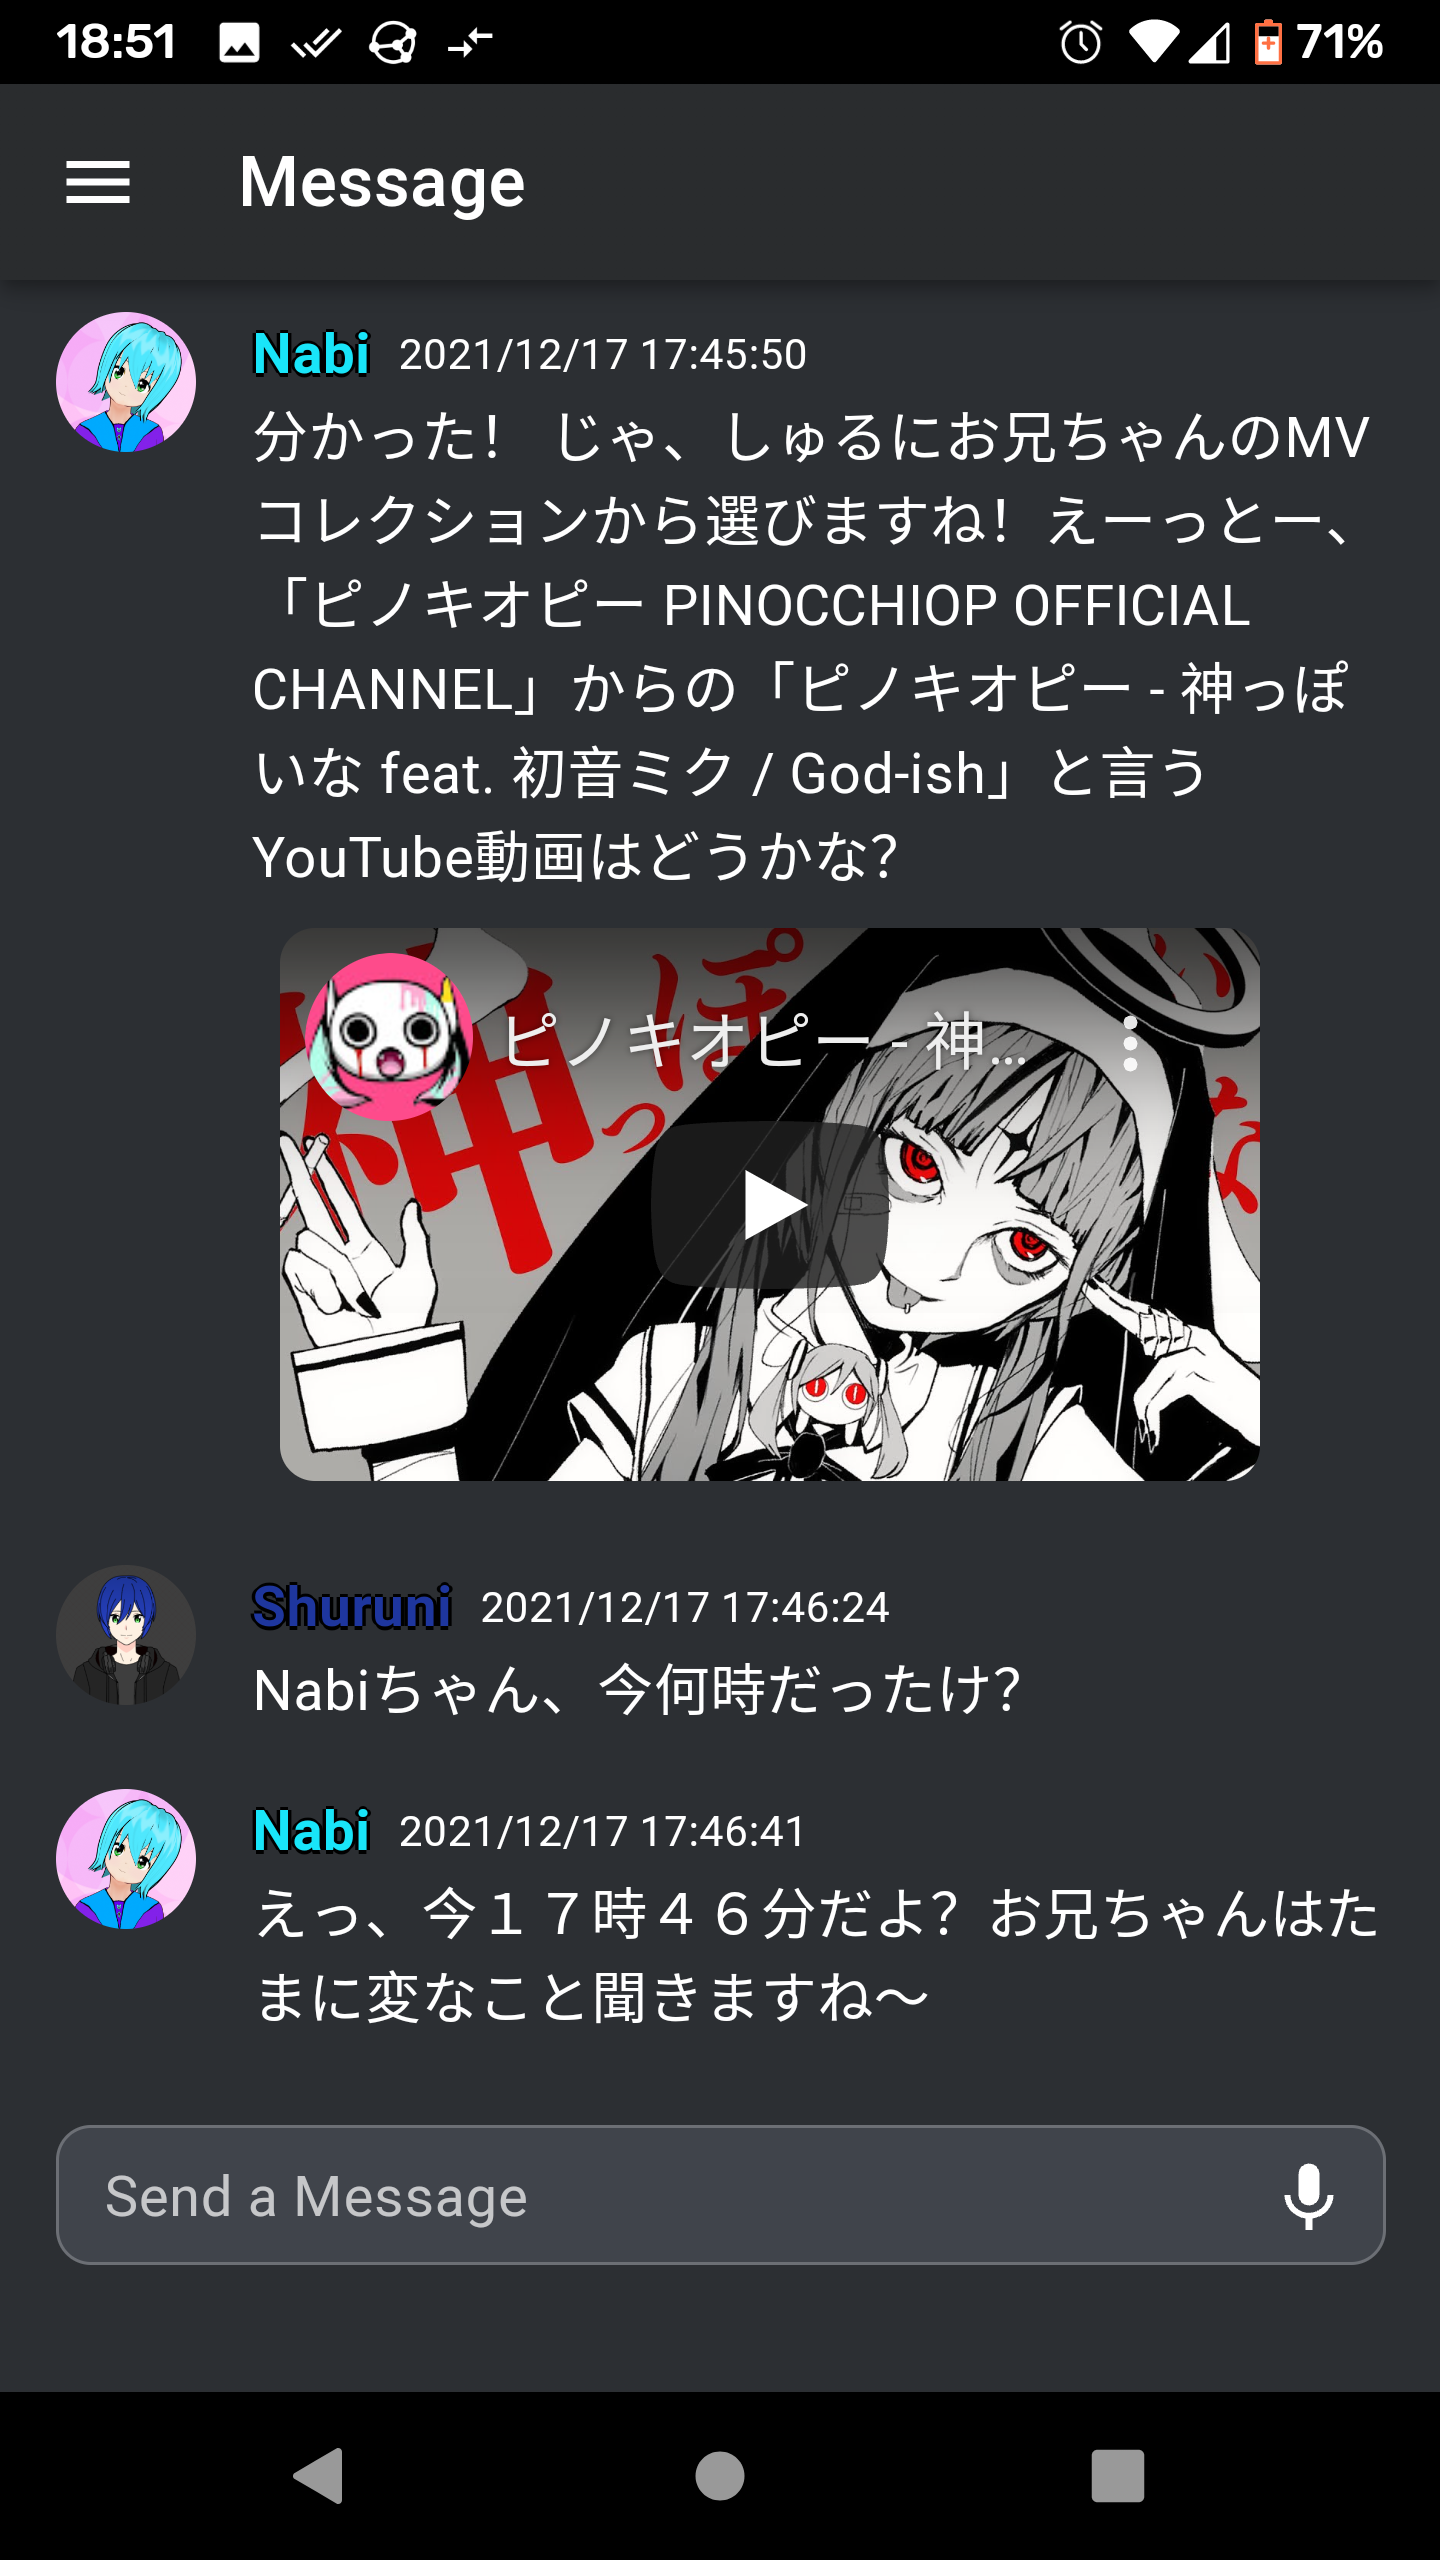 18:51
71%
Message
Nabi 2021/12/17 17:45:50
分かった! じゃ、しゅるにお兄ちゃんのMV
コレクションから選びますね! えーっとー、
「ピノキオピー PINOCCHIOP OFFICIAL
CHANNEL」からの「ピノキオピー - 神っぽ
いな feat. 初音ミク / God-ish」と言う
YouTube動画はどうかな?
神っぽいな
ピノキオピー - 神...
Shuruni 2021/12/17 17:46:24
Nabiちゃん、今何時だったけ?
Nabi 2021/12/17 17:46:41
えっ、今１７時４６分だよ? お兄ちゃんはた
まに変なこと聞きますね〜
Send a Message